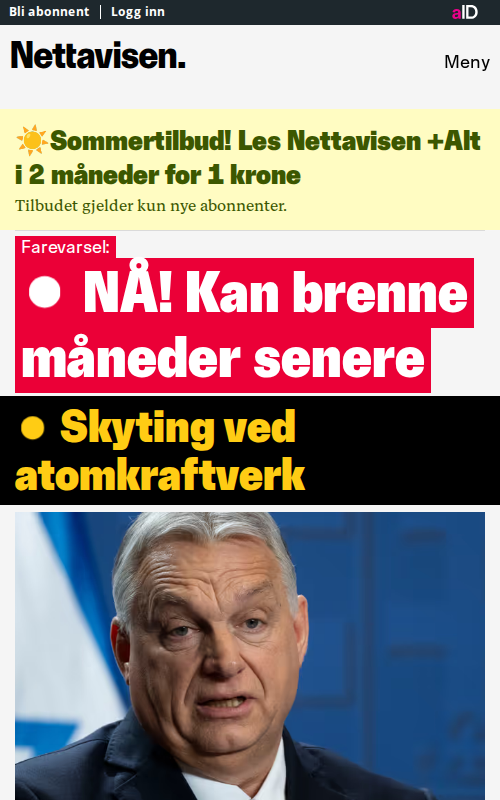 Bli abonnent | Logg inn
aID
Nettavisen.
Meny
☀️Sommertilbud! Les Nettavisen +Alt
i 2 måneder for 1 krone
Tilbudet gjelder kun nye abonnenter.
Farevarsel:
NÅ! Kan brenne
måneder senere
Skyting ved
atomkraftverk